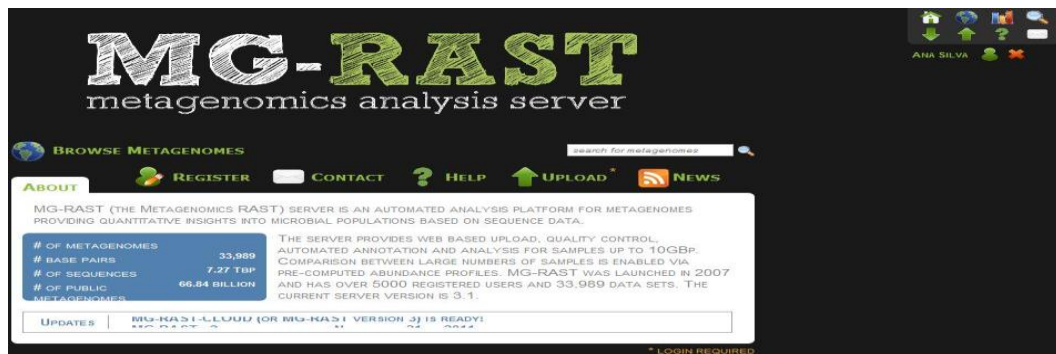 MG-RAST
metagenomics analysis server
ANA SILVA
BROWSE METAGENOMES
search for metagenomes
ABOUT
REGISTER
CONTACT
? HELP
UPLOAD*
NEWS
MG-RAST (THE METAGENOMICS RAST) SERVER IS AN AUTOMATED ANALYSIS PLATFORM FOR METAGENOMES
PROVIDING QUANTITATIVE INSIGHTS INTO MICROBIAL POPULATIONS BASED ON SEQUENCE DATA.
# OF METAGENOMES
# BASE PAIRS 33,989
# OF SEQUENCES 7.27 TBP
# OF PUBLIC 66.84 BILLION
METAGENOMES
THE SERVER PROVIDES WEB BASED UPLOAD, QUALITY CONTROL,
AUTOMATED ANNOTATION AND ANALYSIS FOR SAMPLES UP TO 10GBP.
COMPARISON BETWEEN LARGE NUMBERS OF SAMPLES IS ENABLED VIA
PRE-COMPUTED ABUNDANCE PROFILES. MG-RAST WAS LAUNCHED IN 2007
AND HAS OVER 5000 REGISTERED USERS AND 33,989 DATA SETS. THE
CURRENT SERVER VERSION IS 3.1.
UPDATES
MG-RAST-CLOUD (OR MG-RAST VERSION 3) IS READY!
* LOGIN REQUIRED